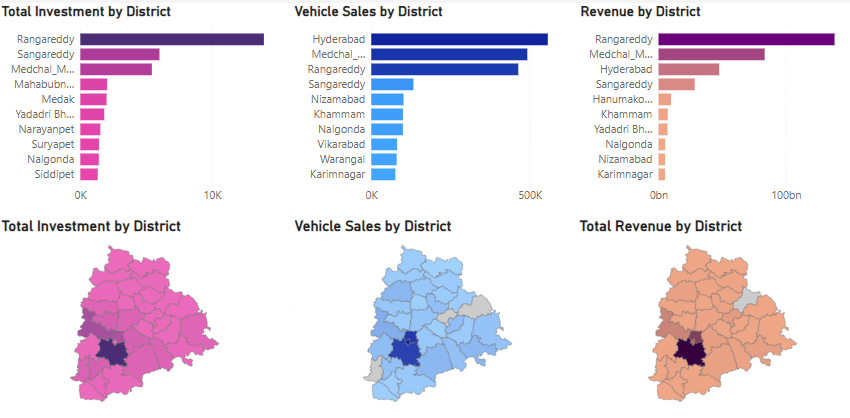 Total Investment by District
Rangareddy
Sangareddy
Medchal_M...
Mahabubn...
Medak
Yadadri Bh...
Narayanpet
Suryapet
Nalgonda
Siddipet
0K 10K
Vehicle Sales by District
Hyderabad
Medchal_...
Rangareddy
Sangareddy
Nizamabad
Khammam
Nalgonda
Vikarabad
Warangal
Karimnagar
0K 500K
Revenue by District
Rangareddy
Medchal_M...
Hyderabad
Sangareddy
Hanumako...
Khammam
Yadadri Bh...
Nalgonda
Nizamabad
Karimnagar
0bn 100bn
Total Investment by District
Vehicle Sales by District
Total Revenue by District